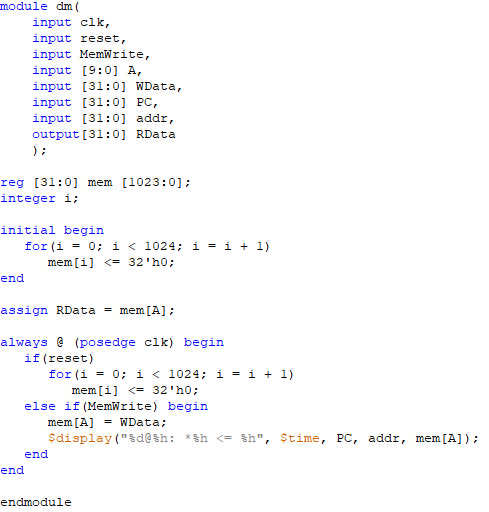 module dm(
    input clk,
    input reset,
    input MemWrite,
    input [9:0] A,
    input [31:0] WData,
    input [31:0] PC,
    input [31:0] addr,
    output[31:0] RData
    );

reg [31:0] mem [1023:0];
integer i;

initial begin
   for(i = 0; i < 1024; i = i + 1)
      mem[i] <= 32'h0;
end

assign RData = mem[A];

always @ (posedge clk) begin
   if(reset)
      for(i = 0; i < 1024; i = i + 1)
         mem[i] <= 32'h0;
   else if(MemWrite) begin
      mem[A] = WData;
      $display("%d@%h: *%h <= %h", $time, PC, addr, mem[A]);
   end
end

endmodule